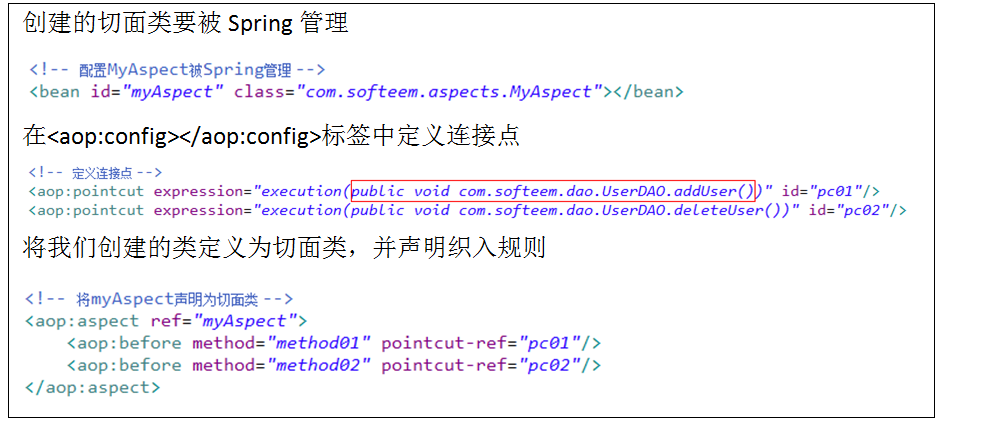 创建的切面类要被 Spring 管理
<!-- 配置MyAspect被Spring管理 -->
<bean id="myAspect" class="com.softeem.aspects.MyAspect"></bean>
在<aop:config></aop:config>标签中定义连接点
<!-- 定义连接点 -->
<aop:pointcut expression="execution(public void com.softeem.dao.UserDAO.addUser())" id="pc01"/>
<aop:pointcut expression="execution(public void com.softeem.dao.UserDAO.deleteUser())" id="pc02"/>
将我们创建的类定义为切面类，并声明织入规则
<!-- 将myAspect声明为切面类 -->
<aop:aspect ref="myAspect">
<aop:before method="method01" pointcut-ref="pc01"/>
<aop:before method="method02" pointcut-ref="pc02"/>
</aop:aspect>